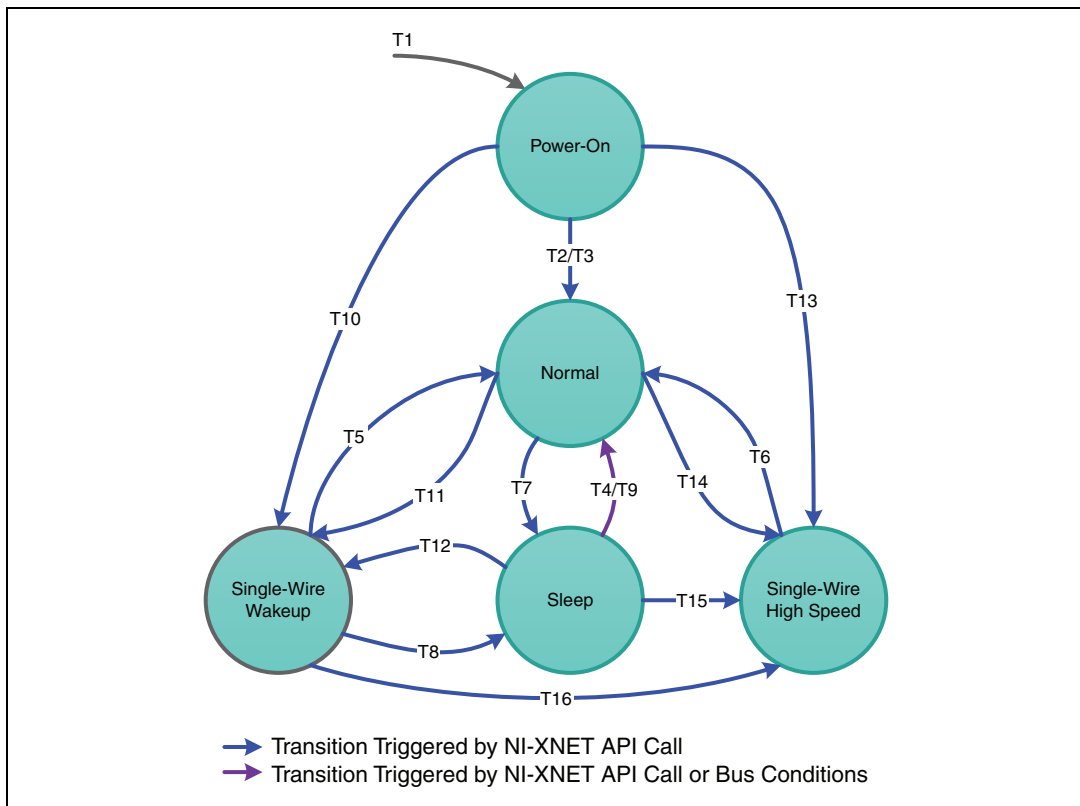 T1
Power-On
T2/T3
T13
T10
Normal
T5
T6
T14
T7
T4/T9
T11
T12
Single-Wire
Wakeup
Sleep
T15
Single-Wire
High Speed
T8
T16
Transition Triggered by NI-XNET API Call
Transition Triggered by NI-XNET API Call or Bus Conditions